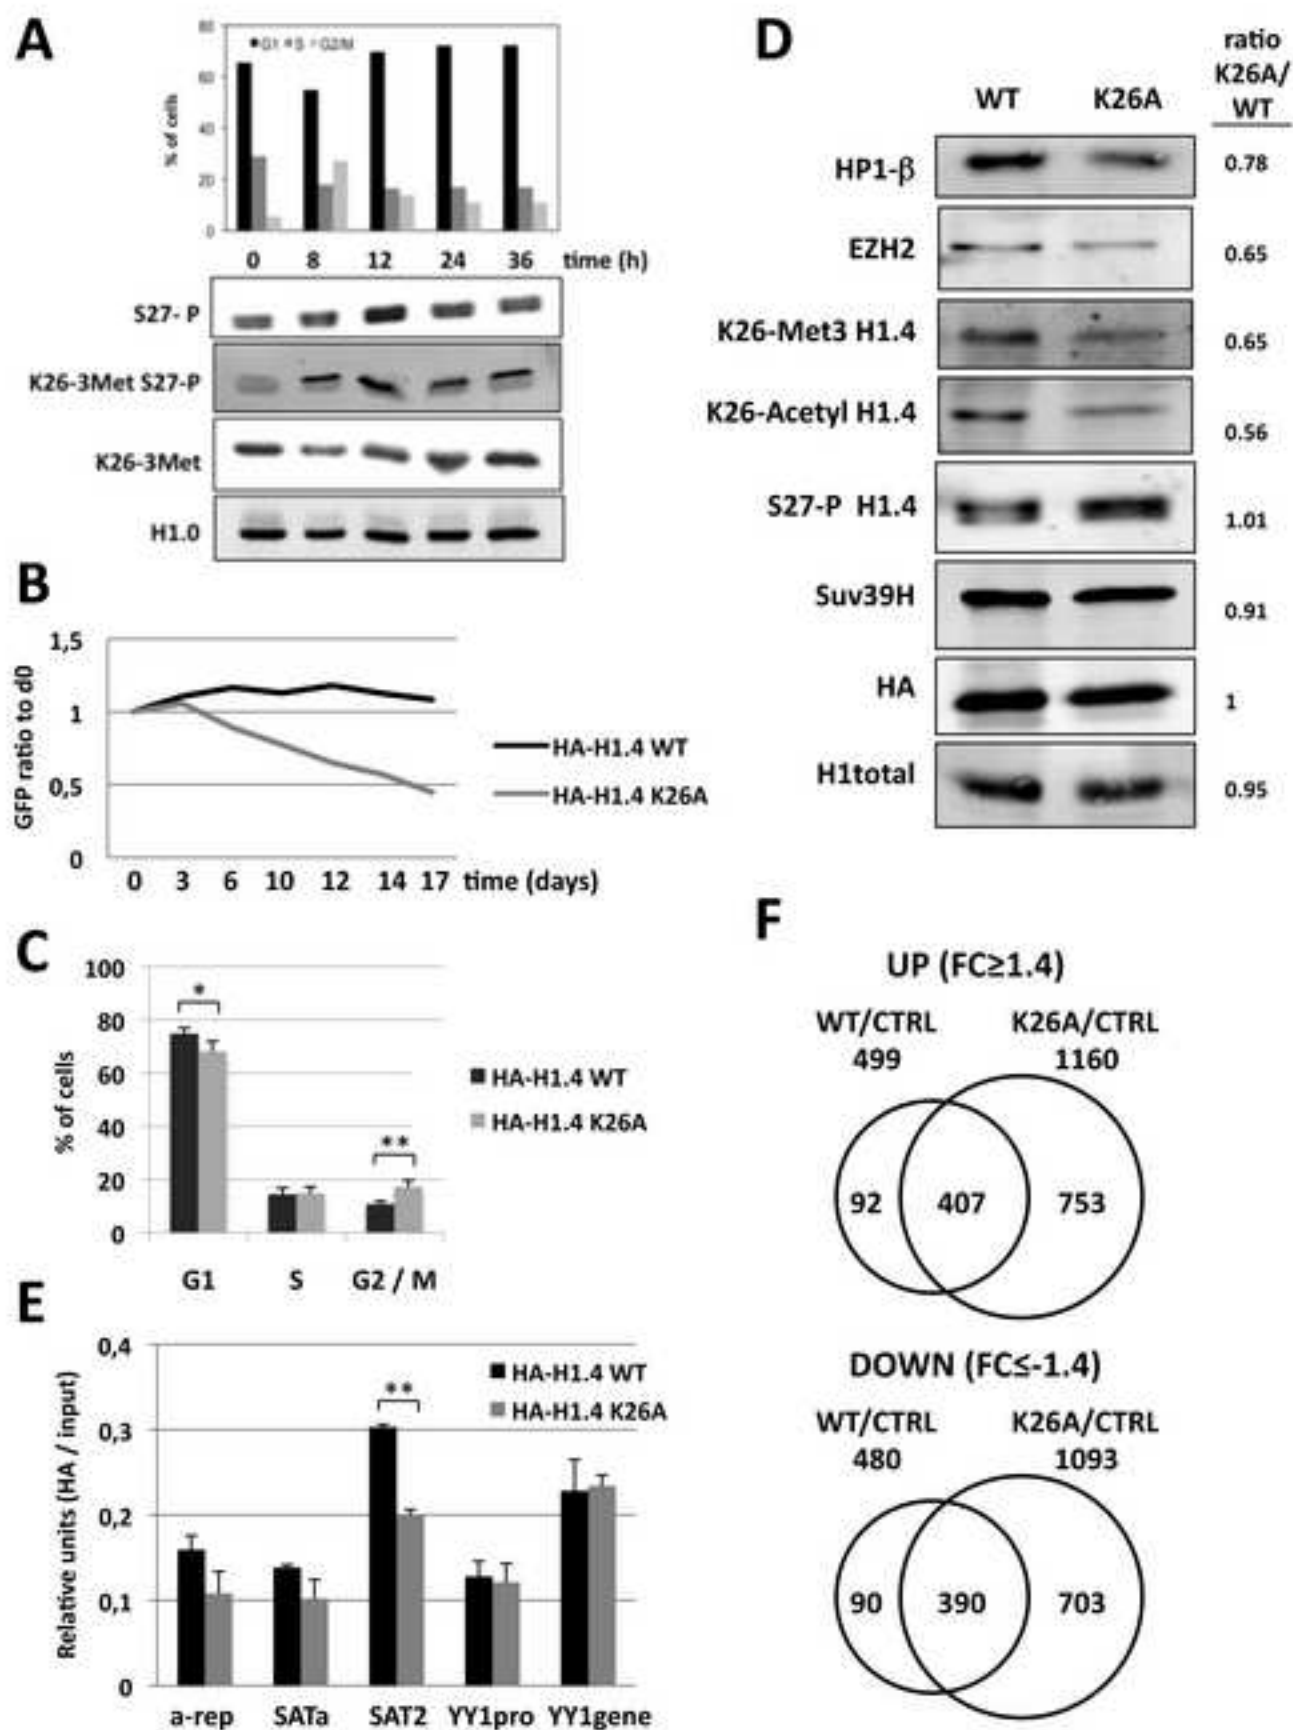 A
80
G1 S G2/M
60
% of cells
40
20
0
0 8 12 24 36 time (h)
S27- P
K26-3Met S27-P
K26-3Met
H1.0
B
1,5
GFP ratio to d0
1
HA-H1.4 WT
0,5
HA-H1.4 K26A
0
0 3 6 10 12 14 17 time (days)
C
100
80
*
% of cells
60
HA-H1.4 WT
40
HA-H1.4 K26A
**
20
0
G1 S G2 / M
E
0,4
HA-H1.4 WT
**
HA-H1.4 K26A
Relative units (HA / input)
0,3
0,2
0,1
0
a-rep SATa SAT2 YY1pro YY1gene
D
ratio
K26A/
WT
WT K26A
HP1-β 0.78
EZH2 0.65
K26-Met3 H1.4 0.65
K26-Acetyl H1.4 0.56
S27-P H1.4 1.01
Suv39H 0.91
HA 1
H1total 0.95
F
UP (FC≥1.4)
WT/CTRL K26A/CTRL
499 1160
92 407 753
DOWN (FC≤-1.4)
WT/CTRL K26A/CTRL
480 1093
90 390 703